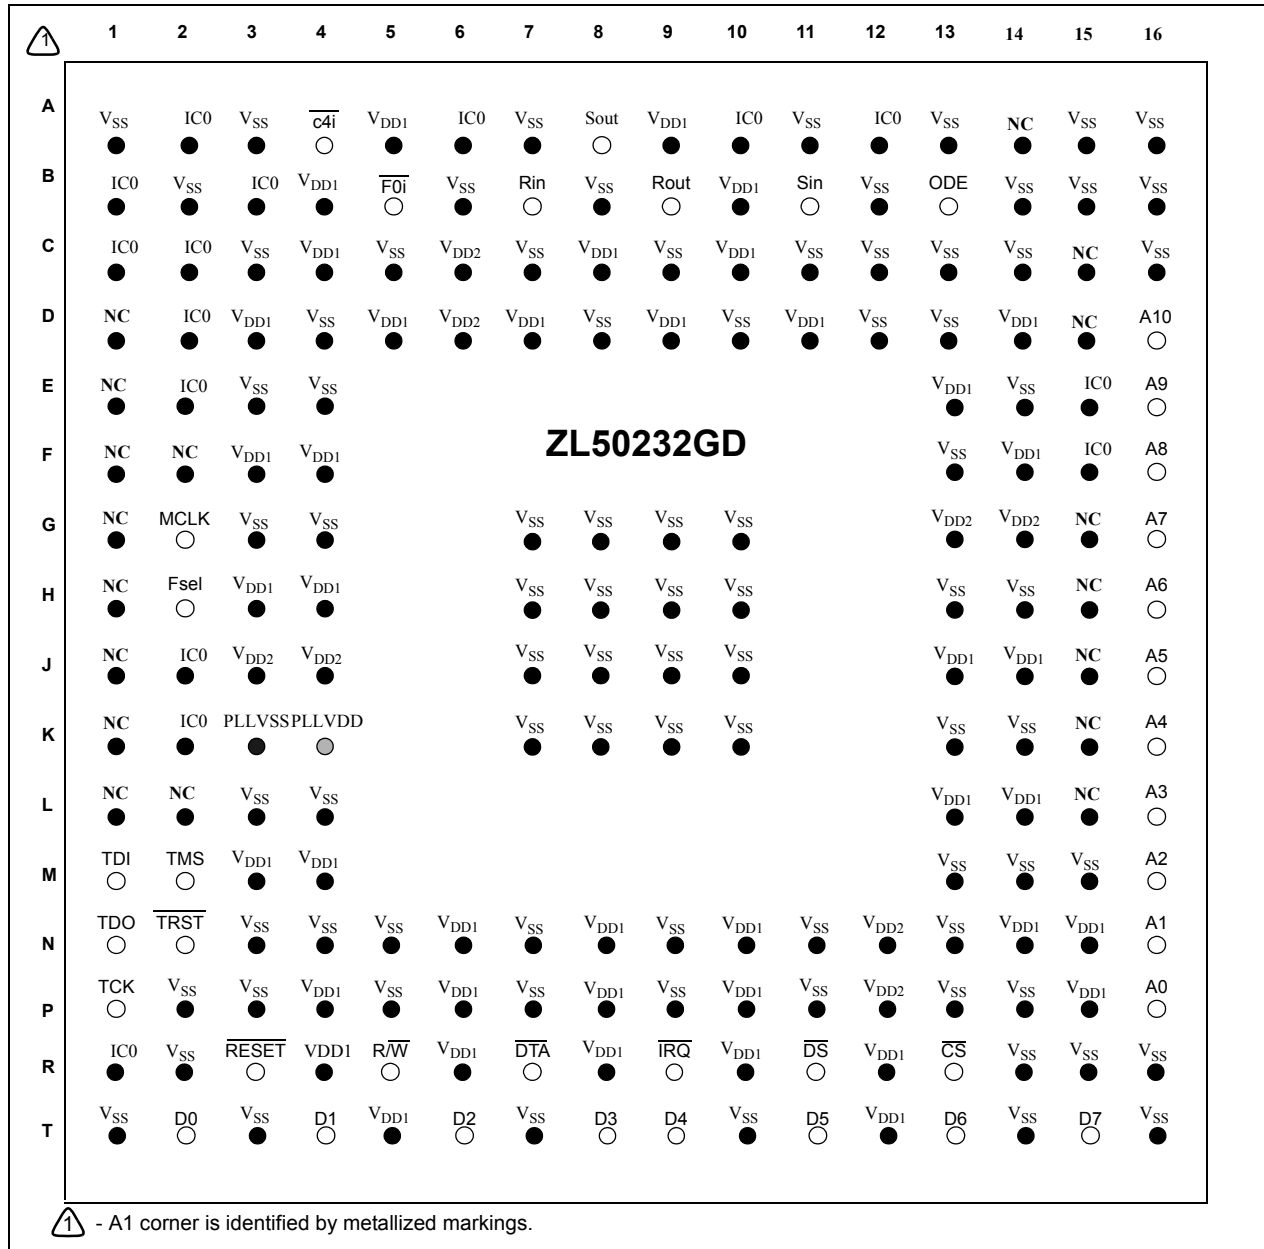 1 1 2 3 4 5 6 7 8 9 10 11 12 13 14 15 16
A VSS IC0 VSS c4i VDD1 IC0 VSS Sout VDD1 IC0 VSS IC0 VSS NC VSS VSS
B IC0 VSS IC0 VDD1 F0i VSS Rin VSS Rout VDD1 Sin VSS ODE VSS VSS VSS
C IC0 IC0 VSS VDD1 VSS VDD2 VSS VDD1 VSS VDD1 VSS VSS VSS VSS NC VSS
D NC IC0 VDD1 VSS VDD1 VDD2 VDD1 VSS VDD1 VSS VDD1 VSS VSS VDD1 NC A10
E NC IC0 VSS VSS VDD1 VSS IC0 A9
ZL50232GD
F NC NC VDD1 VDD1 VSS VDD1 IC0 A8
G NC MCLK VSS VSS VSS VSS VSS VSS VDD2 VDD2 NC A7
H NC Fsel VDD1 VDD1 VSS VSS VSS VSS VSS VSS NC A6
J NC IC0 VDD2 VDD2 VSS VSS VSS VSS VDD1 VDD1 NC A5
K NC IC0 PLLVSS PLLVDD VSS VSS VSS VSS VSS VSS NC A4
L NC NC VSS VSS VDD1 VDD1 NC A3
M TDI TMS VDD1 VDD1 VSS VSS VSS A2
N TDO TRST VSS VSS VSS VDD1 VSS VDD1 VSS VDD1 VSS VDD2 VSS VDD1 VDD1 A1
P TCK VSS VSS VDD1 VSS VDD1 VSS VDD1 VSS VDD1 VSS VDD2 VSS VSS VDD1 A0
R IC0 VSS RESET VDD1 R/W VDD1 DTA VDD1 IRQ VDD1 DS VDD1 CS VSS VSS VSS
T VSS D0 VSS D1 VDD1 D2 VSS D3 D4 VSS D5 VDD1 D6 VSS D7 VSS
1 - A1 corner is identified by metallized markings.